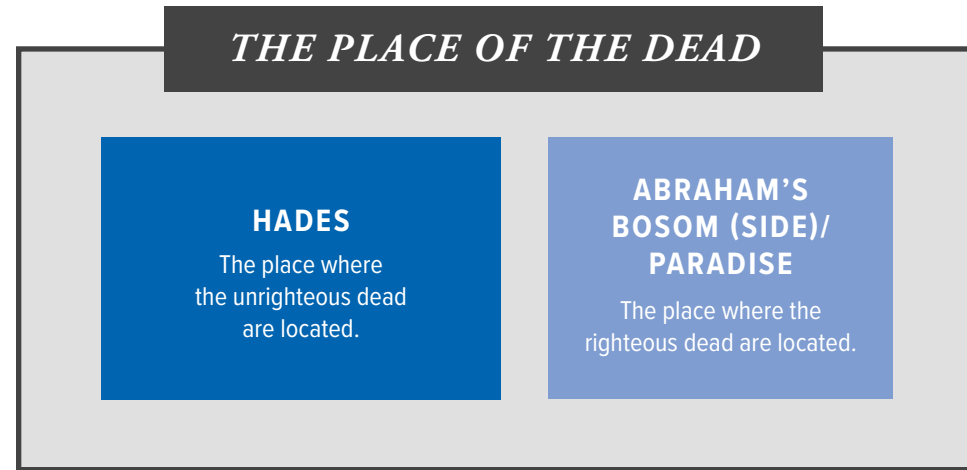 THE PLACE OF THE DEAD
HADES
The place where
the unrighteous dead
are located.
ABRAHAM’S
BOSOM (SIDE)/
PARADISE
The place where the
righteous dead are located.